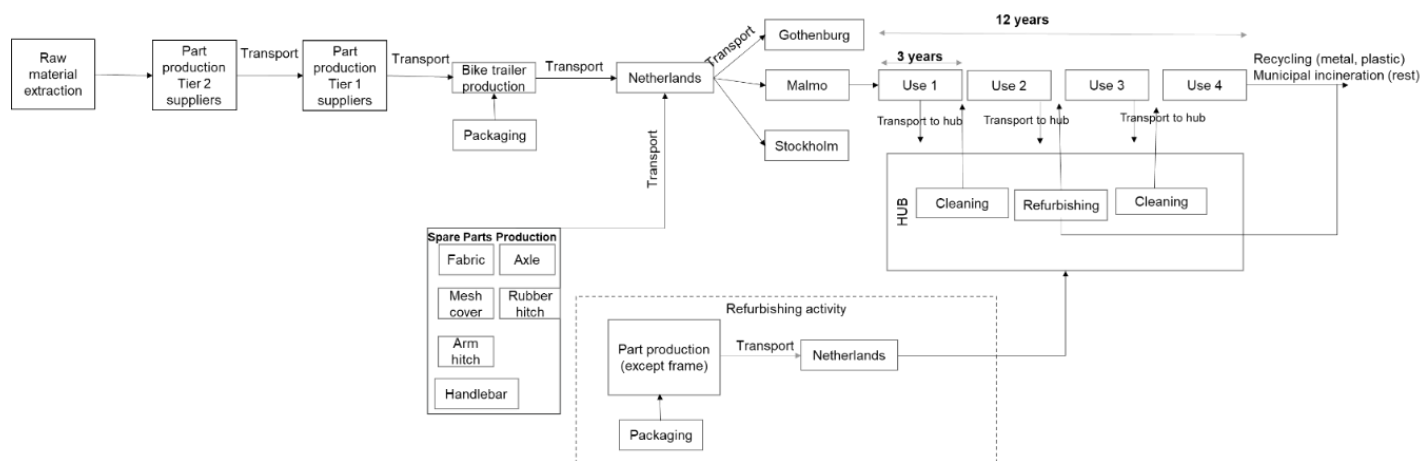 12 years
Gothenburg
Raw
material
extraction
Part
production
Tier 2
suppliers
Transport
Part
production
Tier 1
suppliers
Transport
Bike trailer
production
Packaging
Transport
Netherlands
Transport
Malmo
Stockholm
3 years
Use 1
Use 2
Use 3
Use 4
Recycling (metal, plastic)
Municipal incineration (rest)
Transport to hub
Transport to hub
Transport to hub
HUB
Cleaning
Refurbishing
Cleaning
Transport
Spare Parts Production
Fabric
Axle
Mesh
cover
Rubber
hitch
Arm
hitch
Handlebar
Refurbishing activity
Part production
(except frame)
Transport
Netherlands
Packaging